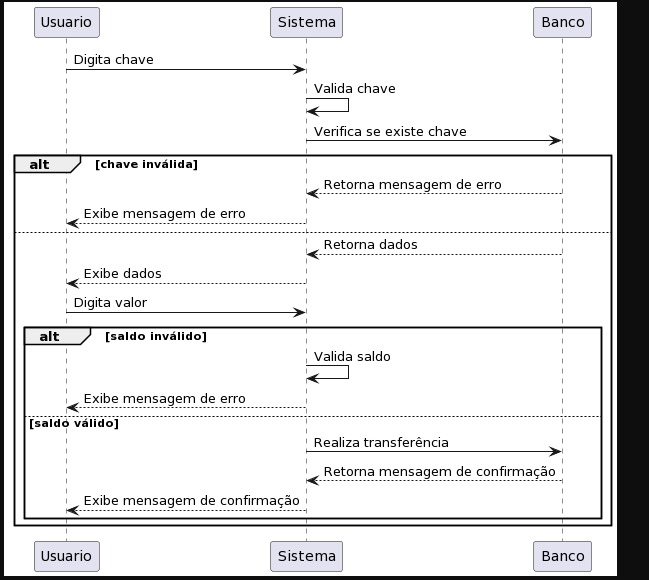 Usuario Sistema Banco
Digita chave
Valida chave
Verifica se existe chave
alt [chave inválida]
Retorna mensagem de erro
Exibe mensagem de erro
Retorna dados
Exibe dados
Digita valor
alt [saldo inválido]
Valida saldo
Exibe mensagem de erro
[saldo válido]
Realiza transferência
Retorna mensagem de confirmação
Exibe mensagem de confirmação
Usuario Sistema Banco